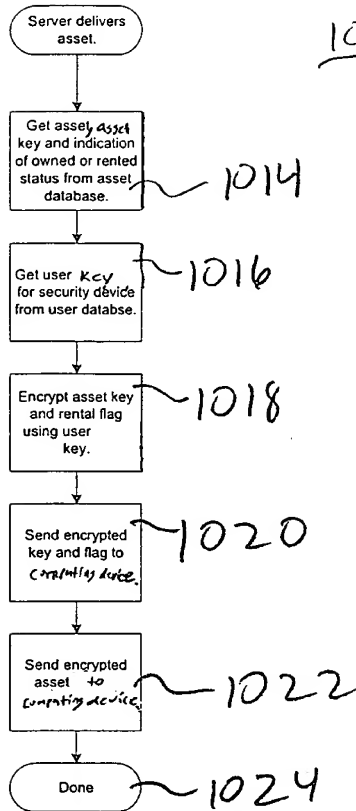 Server delivers
asset.
10
Get asset, asset
key and indication
of owned or rented
status from asset
database.
1014
Get user key
for security device
from user databse.
1016
Encrypt asset key
and rental flag
using user
key.
1018
Send encrypted
key and flag to
computing device.
1020
Send encrypted
asset to
computing device.
1022
Done
1024